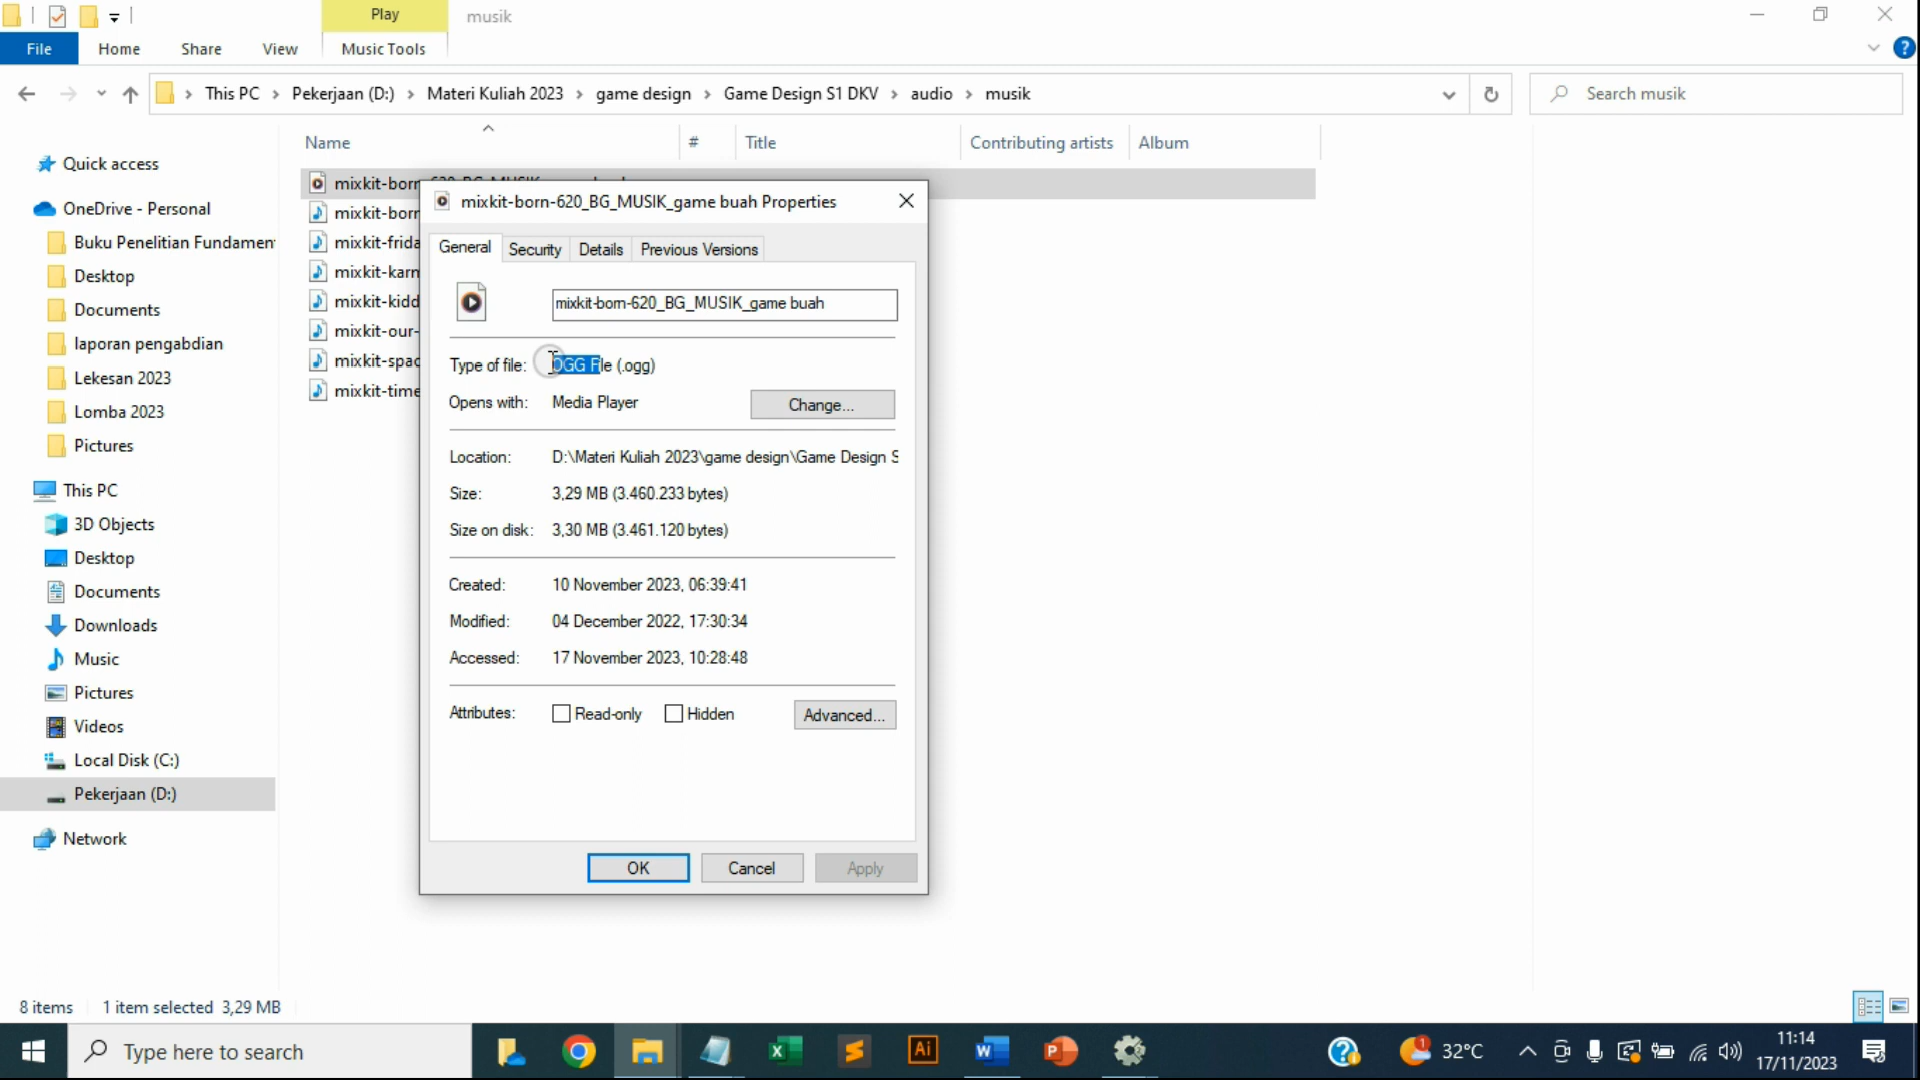 Play
musik
File
Home
Share
View
Music Tools
This PC
Pekerjaan (D:)
Materi Kuliah 2023
game design
Game Design S1 DKV
audio
musik
Search musik
Name
#
Title
Contributing artists
Album
Quick access
OneDrive - Personal
Buku Penelitian Fundamen
Desktop
Documents
laporan pengabdian
Lekesan 2023
Lomba 2023
Pictures
This PC
3D Objects
Desktop
Documents
Downloads
Music
Pictures
Videos
Local Disk (C:)
Pekerjaan (D:)
Network
mixkit-born
mixkit-born
mixkit-frida
mixkit-karn
mixkit-kidd
mixkit-our-
mixkit-spac
mixkit-time
mixkit-born-620_BG_MUSIK_game buah Properties
General
Security
Details
Previous Versions
mixkit-born-620_BG_MUSIK_game buah
Type of file: OGG File (.ogg)
Opens with: Media Player
Change...
Location: D:\Materi Kuliah 2023\game design\Game Design S
Size: 3,29 MB (3.460.233 bytes)
Size on disk: 3,30 MB (3.461.120 bytes)
Created: 10 November 2023, 06:39:41
Modified: 04 December 2022, 17:30:34
Accessed: 17 November 2023, 10:28:48
Attributes: Read-only Hidden
Advanced...
OK
Cancel
Apply
8 items
1 item selected 3,29 MB
Type here to search
32°C
11:14
17/11/2023